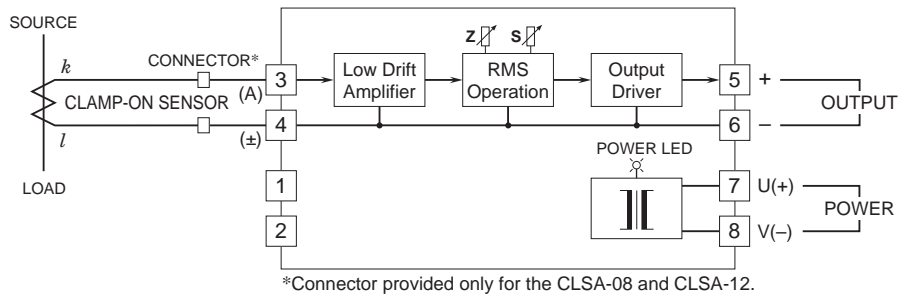 SOURCE
k
CONNECTOR*
3
(A)
Low Drift
Amplifier
Z
S
RMS
Operation
Output
Driver
5
+
OUTPUT
CLAMP-ON SENSOR
l
4
(±)
6
–
LOAD
1
2
POWER LED
7
U(+)
POWER
8
V(–)
*Connector provided only for the CLSA-08 and CLSA-12.